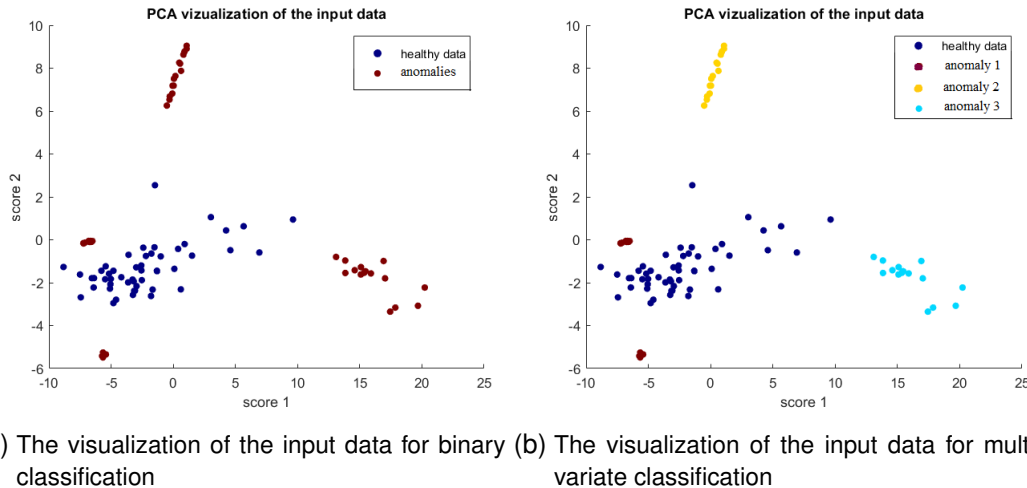 PCA vizualization of the input data
healthy data
anomalies
score 2
10
8
6
4
2
0
-2
-4
-6
-10
-5
0
5
10
15
20
25
score 1
PCA vizualization of the input data
healthy data
anomaly 1
anomaly 2
anomaly 3
score 2
10
8
6
4
2
0
-2
-4
-6
-10
-5
0
5
10
15
20
25
score 1
) The visualization of the input data for binary
classification
(b) The visualization of the input data for mult
variate classification